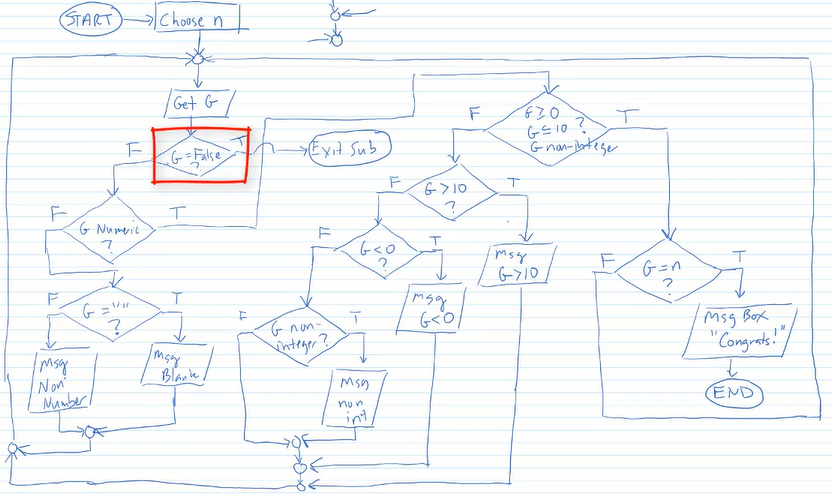 START
Choose n
Get G
F
T
G=False
?
Exit Sub
F
T
G Numeric
?
F
T
G =""
?
Msg
Non
Number
Msg
Blank
F
T
G≥0
G≤10 ?
G non-integer
F
T
G>10
?
F
T
G<0
?
Msg
G>10
Msg
G<0
F
T
G non-
integer?
Msg
non
int
F
T
G=n
?
Msg Box
"Congrats!"
END